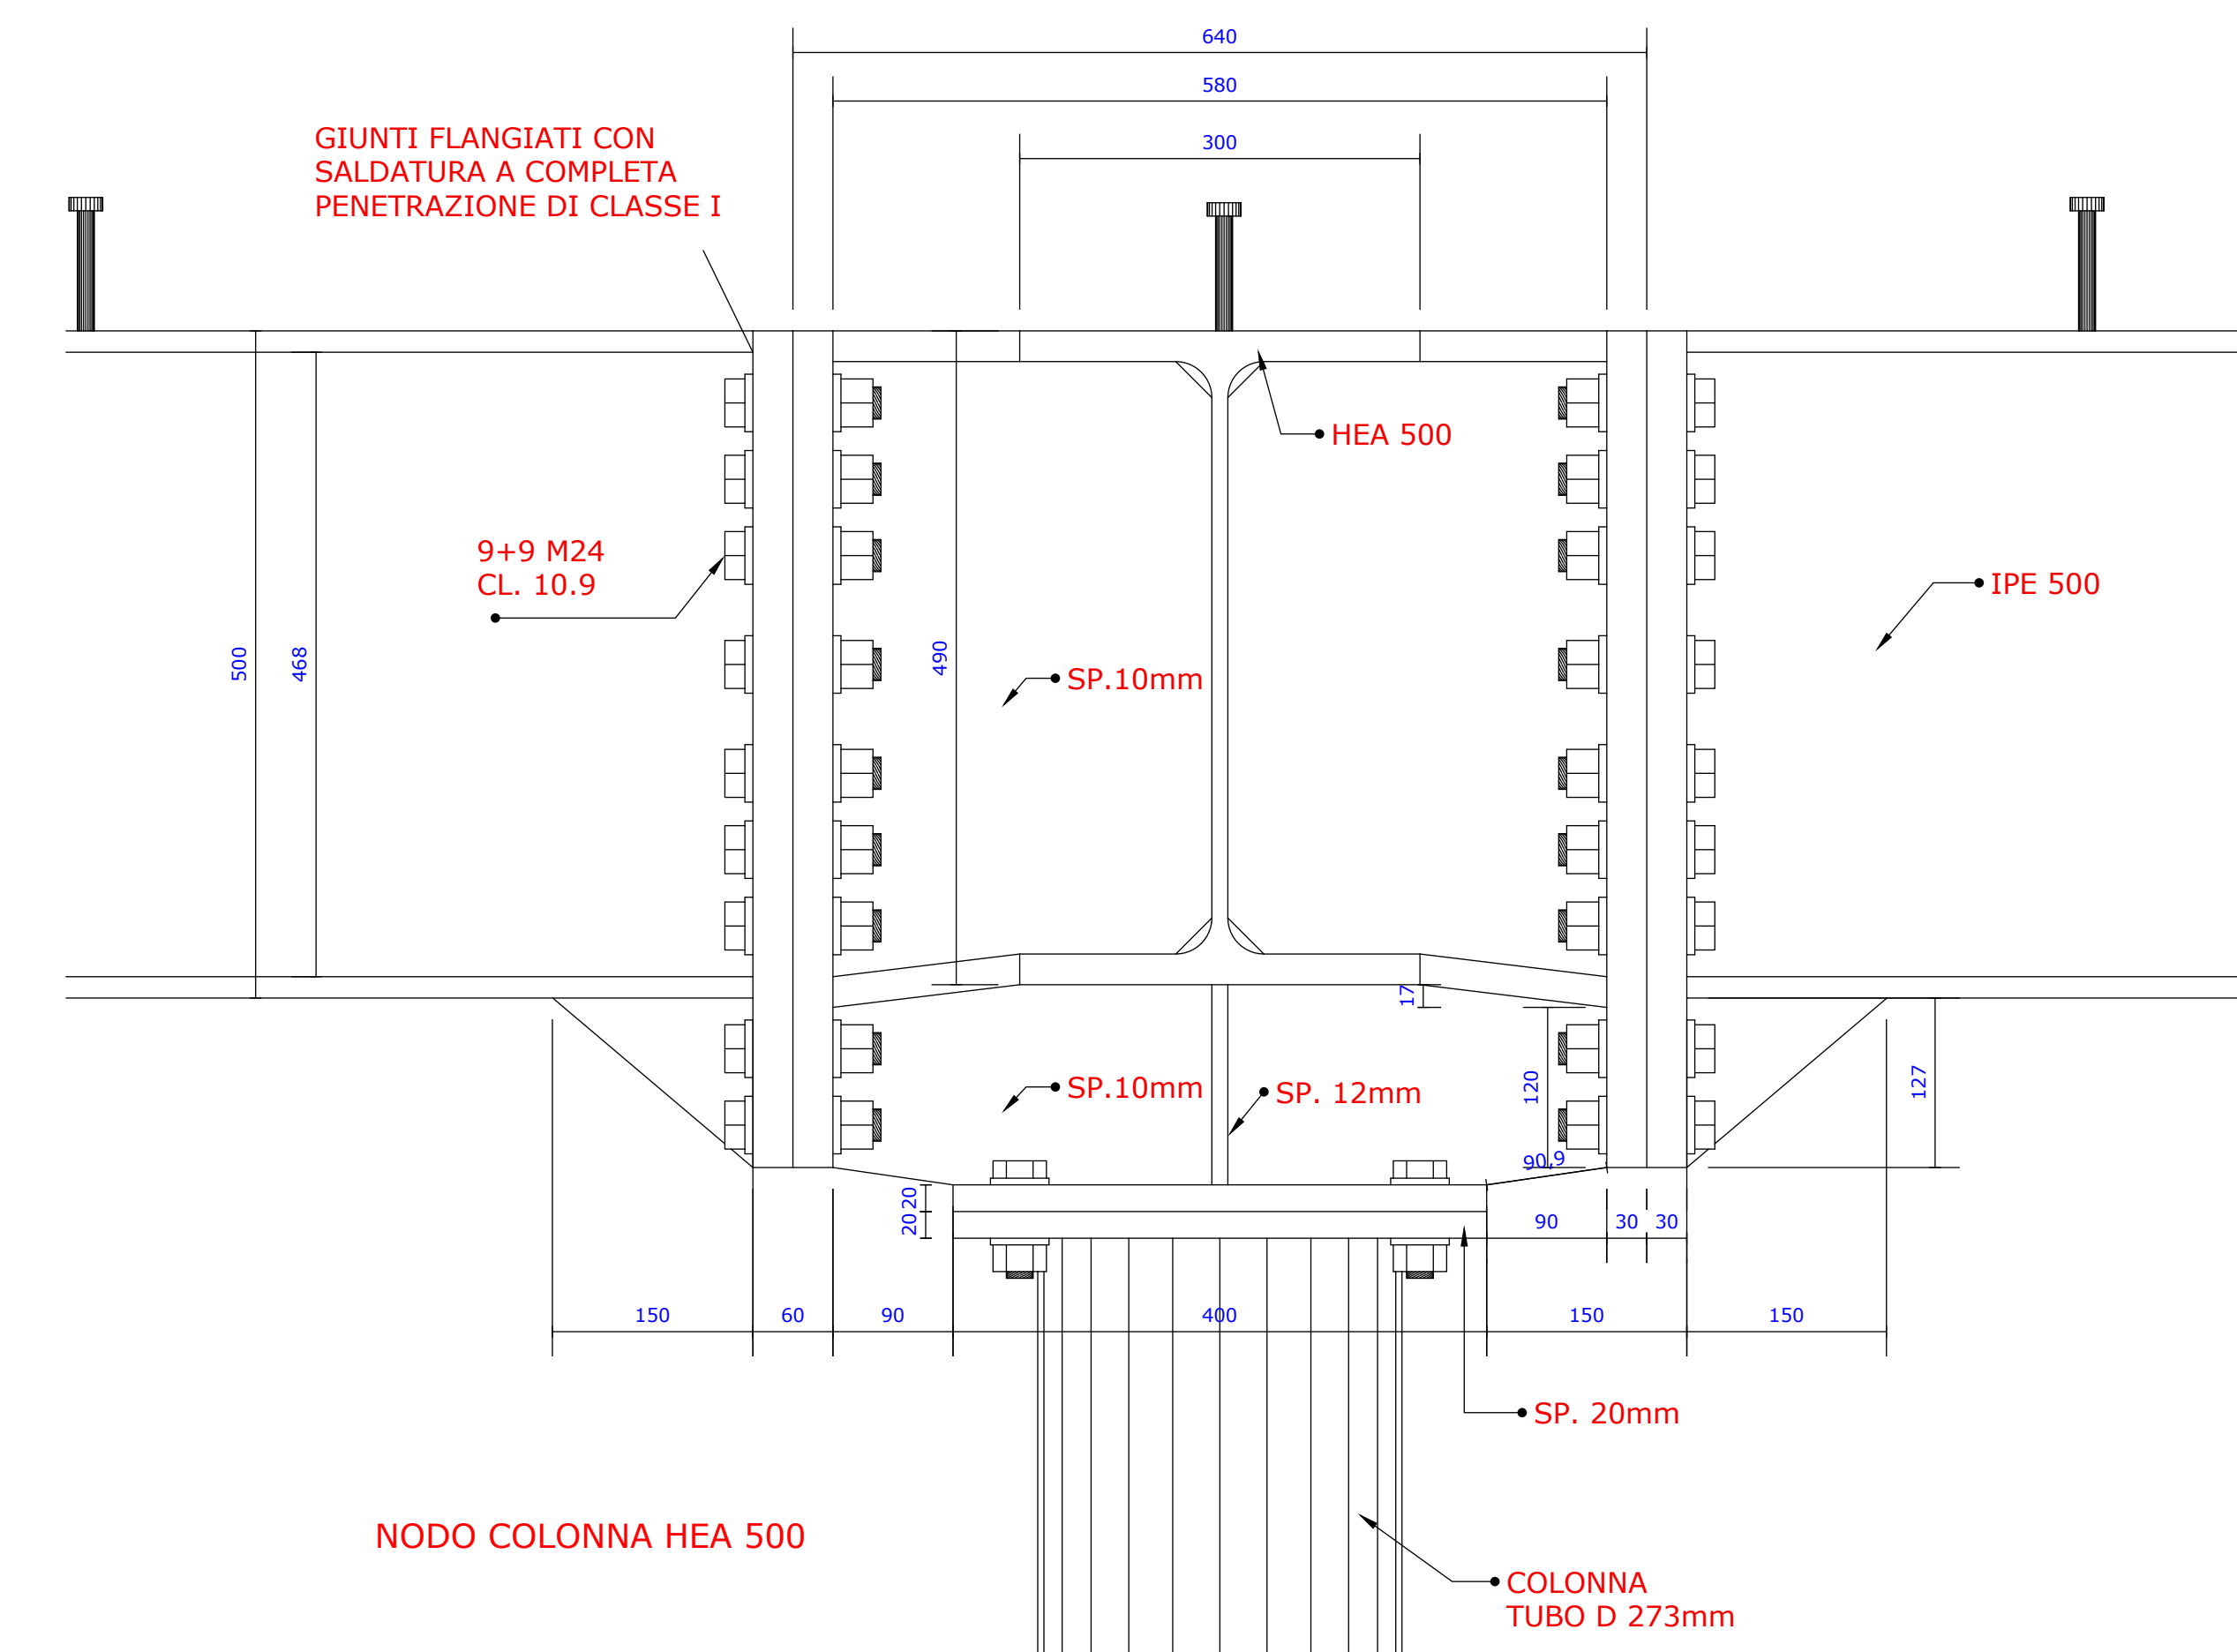 640
580
300
GIUNTI FLANGIATI CON
SALDATURA A COMPLETA
PENETRAZIONE DI CLASSE I
HEA 500
9+9 M24
CL. 10.9
IPE 500
500
468
490
SP.10mm
17
SP.10mm
SP. 12mm
120
127
90,9
20
20
90
30
30
150
60
90
400
150
150
SP. 20mm
NODO COLONNA HEA 500
COLONNA
TUBO D 273mm